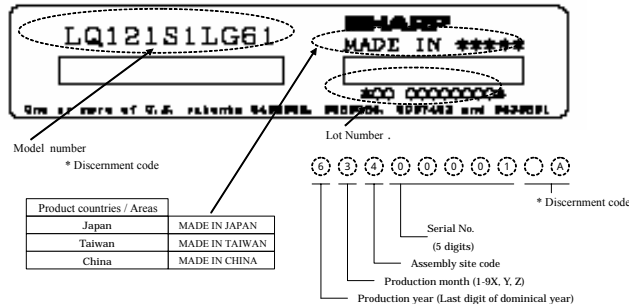 LQ121S1LG61
SHARP
MADE IN *****
Model number
* Discernment code
Lot Number .
6 3 4 0 0 0 0 1 A
* Discernment code
Serial No.
(5 digits)
Assembly site code
Production month (1-9X, Y, Z)
Production year (Last digit of dominical year)
Product countries / Areas
Japan MADE IN JAPAN
Taiwan MADE IN TAIWAN
China MADE IN CHINA